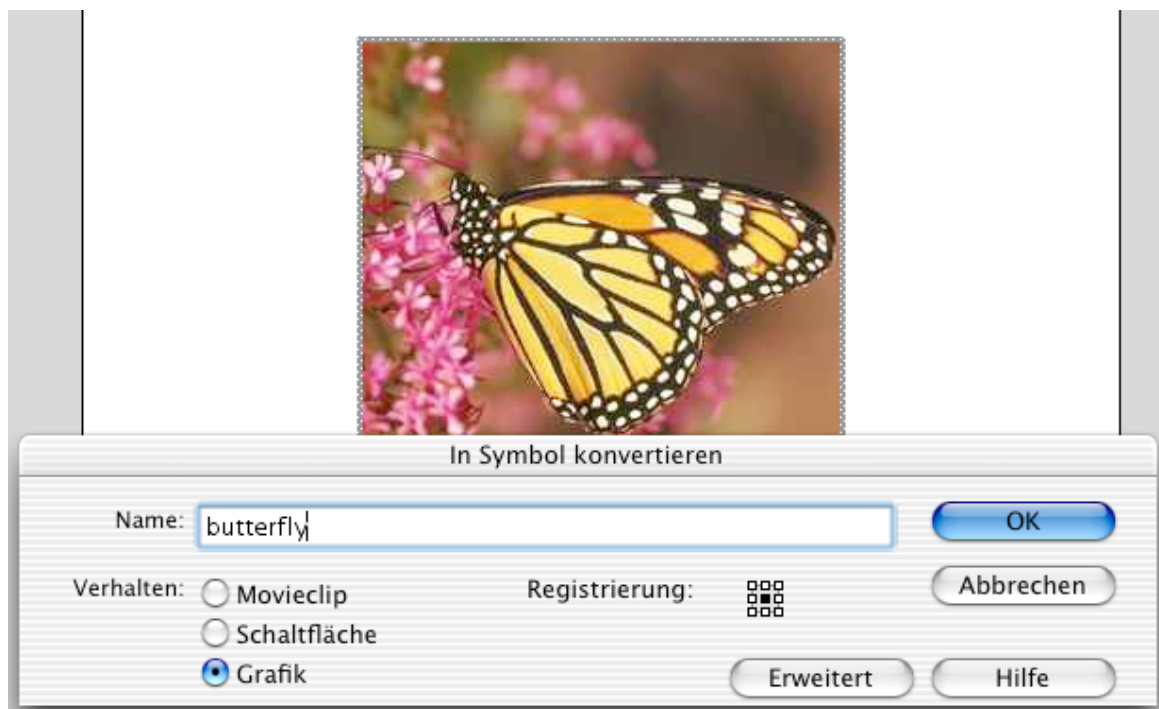 In Symbol konvertieren
Name: butterfly OK
Verhalten: Movieclip Registrierung: Abbrechen
Schaltfläche
Grafik Erweitert Hilfe